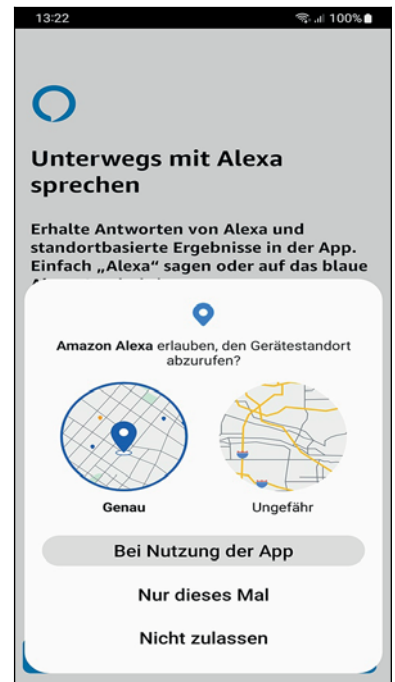 13:22 100%
Unterwegs mit Alexa
sprechen
Erhalte Antworten von Alexa und
standortbasierte Ergebnisse in der App.
Einfach „Alexa“ sagen oder auf das blaue
Amazon Alexa erlauben, den Gerätestandort
abzurufen?
Genau Ungefähr
Bei Nutzung der App
Nur dieses Mal
Nicht zulassen